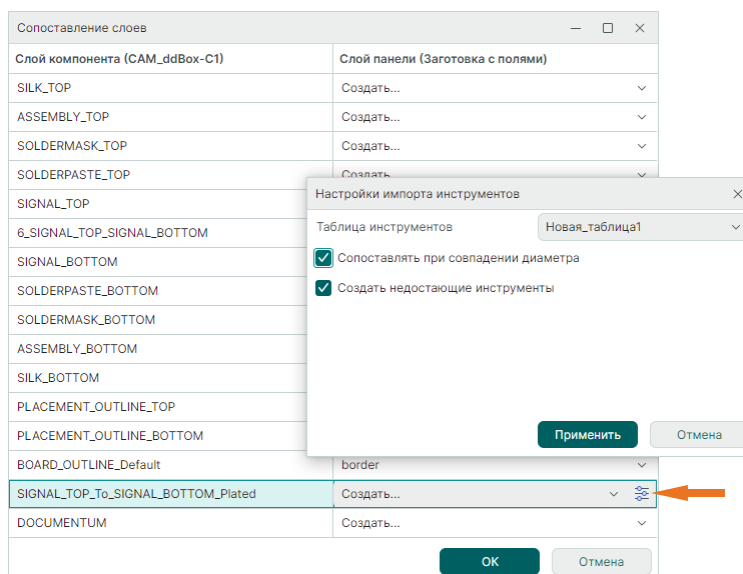 Сопоставление слоев
Слой компонента (CAM_ddBox-C1) Слой панели (Заготовка с полями)
SILK_TOP Создать...
ASSEMBLY_TOP Создать...
SOLDERMASK_TOP Создать...
SOLDERPASTE_TOP Создать...
Настройки импорта инструментов
SIGNAL_TOP
Таблица инструментов Новая_таблица1
6_SIGNAL_TOP_SIGNAL_BOTTOM
Сопоставлять при совпадении диаметра
SIGNAL_BOTTOM
Создать недостающие инструменты
SOLDERPASTE_BOTTOM
SOLDERMASK_BOTTOM
ASSEMBLY_BOTTOM
SILK_BOTTOM
PLACEMENT_OUTLINE_TOP
PLACEMENT_OUTLINE_BOTTOM
Применить Отмена
BOARD_OUTLINE_Default border
SIGNAL_TOP_To_SIGNAL_BOTTOM_Plated Создать...
DOCUMENTUM Создать...
ОК Отмена